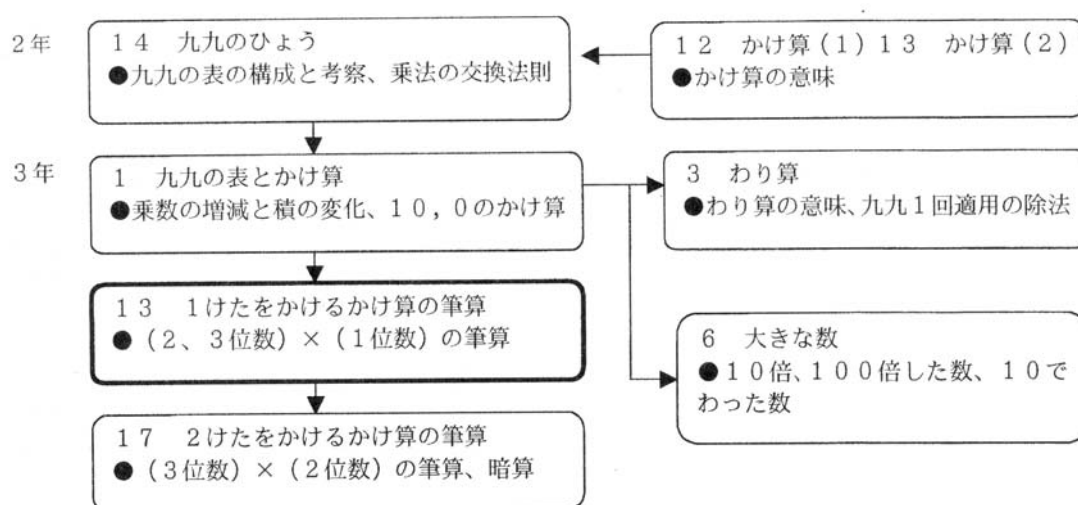 2年
14 九九のひょう
●九九の表の構成と考察、乗法の交換法則
12 かけ算(1)13 かけ算(2)
●かけ算の意味
3年
1 九九の表とかけ算
●乗数の増減と積の変化、10,0のかけ算
3 わり算
●わり算の意味、九九1回適用の除法
13 1けたをかけるかけ算の筆算
●(2、3位数)×(1位数)の筆算
6 大きな数
●10倍、100倍した数、10で
わった数
17 2けたをかけるかけ算の筆算
●(3位数)×(2位数)の筆算、暗算